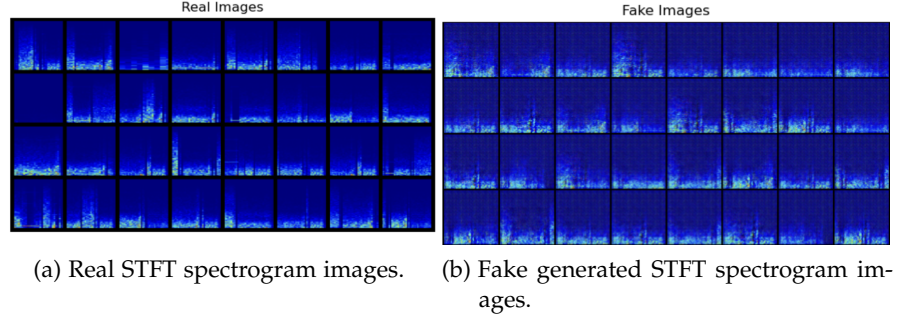 Real Images
Fake Images
(a) Real STFT spectrogram images.
(b) Fake generated STFT spectrogram im-
ages.